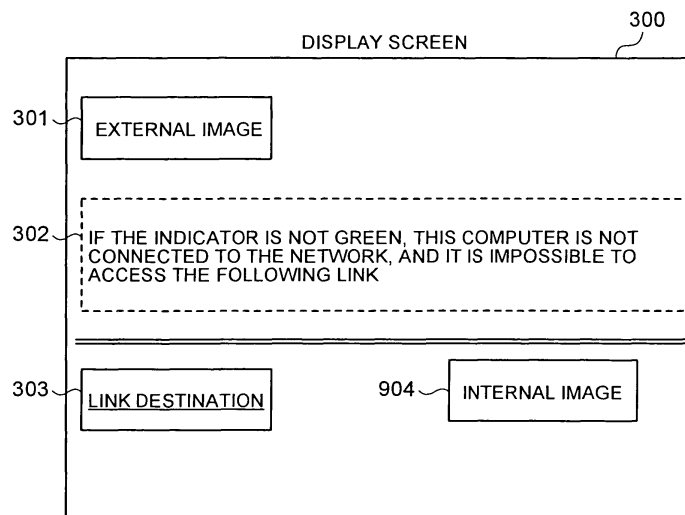 300
DISPLAY SCREEN
301
EXTERNAL IMAGE
302
IF THE INDICATOR IS NOT GREEN, THIS COMPUTER IS NOT
CONNECTED TO THE NETWORK, AND IT IS IMPOSSIBLE TO
ACCESS THE FOLLOWING LINK
303
LINK DESTINATION
904
INTERNAL IMAGE